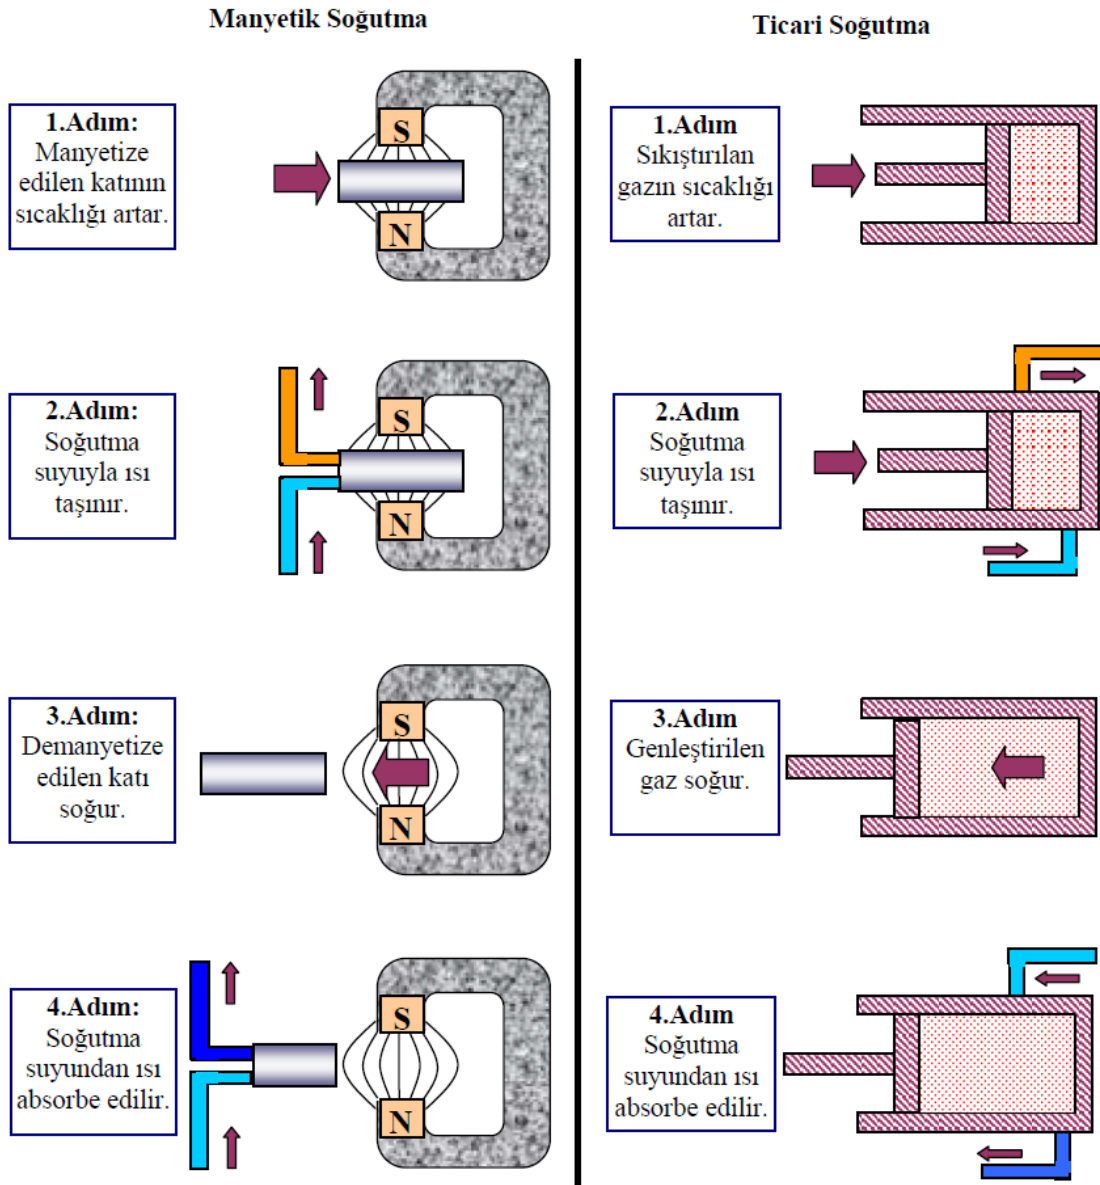 Manyetik Soğutma
Ticari Soğutma
1.Adım:
Manyetize
edilen katının
sıcaklığı artar.
S
N
1.Adım
Sıkıştırılan
gazın sıcaklığı
artar.
2.Adım:
Soğutma
suyuyla ısı
taşınır.
S
N
2.Adım
Soğutma
suyuyla ısı
taşınır.
3.Adım:
Demanyetize
edilen katı
soğur.
S
N
3.Adım
Genleştirilen
gaz soğur.
4.Adım:
Soğutma
suyundan ısı
absorbe edilir.
S
N
4.Adım
Soğutma
suyundan ısı
absorbe edilir.